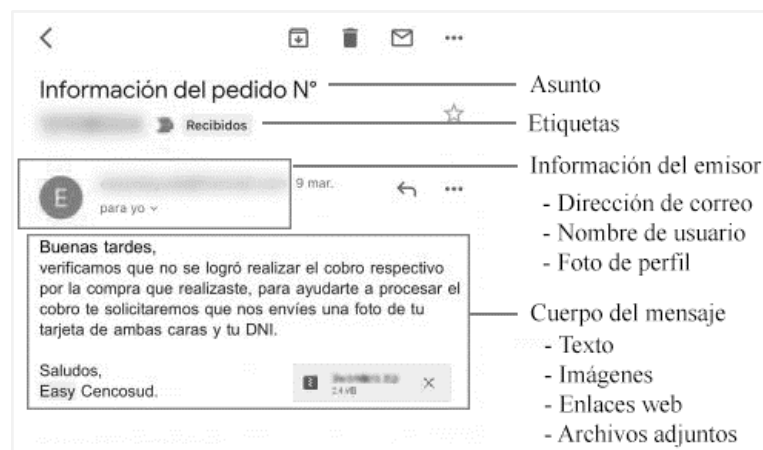 Información del pedido N°
Asunto
Recibidos
Etiquetas
E
9 mar.
para yo
Información del emisor
- Dirección de correo
- Nombre de usuario
- Foto de perfil
Buenas tardes,
verificamos que no se logró realizar el cobro respectivo
por la compra que realizaste, para ayudarte a procesar el
cobro te solicitaremos que nos envíes una foto de tu
tarjeta de ambas caras y tu DNI.
Saludos,
Easy Cencosud.
Cuerpo del mensaje
- Texto
- Imágenes
- Enlaces web
- Archivos adjuntos